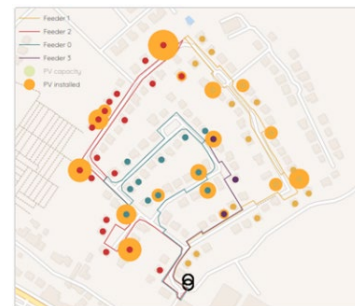 Feeder 1
Feeder 2
Feeder 0
Feeder 3
PV capacity
PV installed